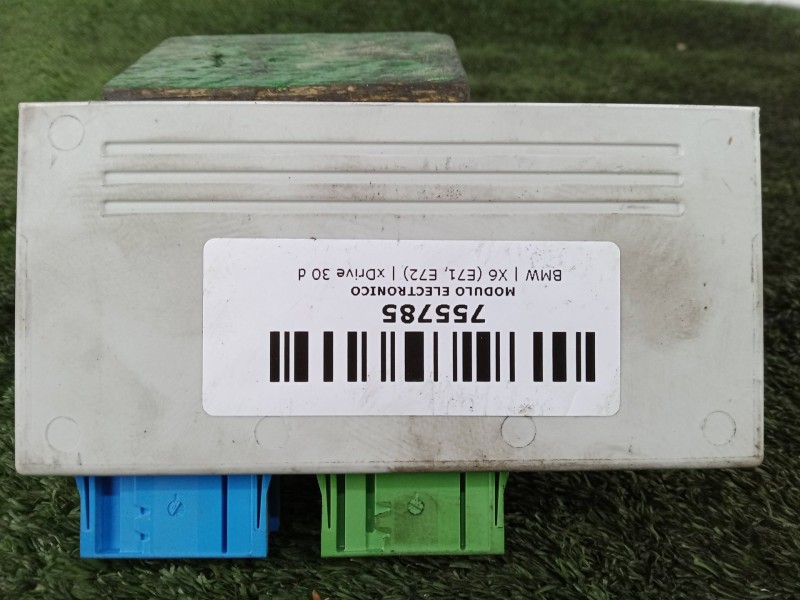 755785
MODULO ELECTRONICO
BMW | X6 (E71, E72) | xDrive 30 d